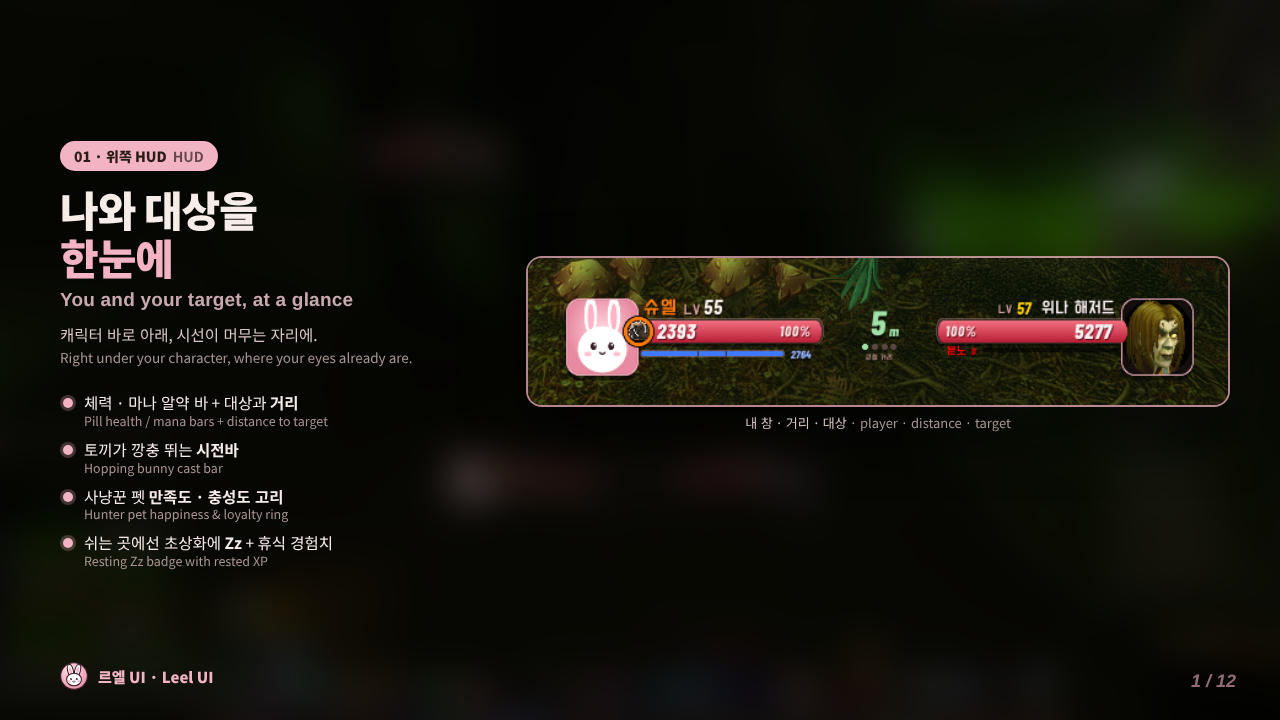 01 · 위쪽 HUD HUD
나와 대상을
한눈에
You and your target, at a glance
캐릭터 바로 아래, 시선이 머무는 자리에.
Right under your character, where your eyes already are.
체력 · 마나 알약 바 + 대상과 거리
Pill health / mana bars + distance to target
토끼가 깡충 뛰는 시전바
Hopping bunny cast bar
사냥꾼 펫 만족도 · 충성도 고리
Hunter pet happiness & loyalty ring
쉬는 곳에선 초상화에 Zz + 휴식 경험치
Resting Zz badge with rested XP
슈엘 LV 55
2393 100%
2764
5 m
근접 거리
LV 57 위나 해저드
100% 5277
내 창 · 거리 · 대상 · player · distance · target
르엘 UI · Leel UI
1 / 12